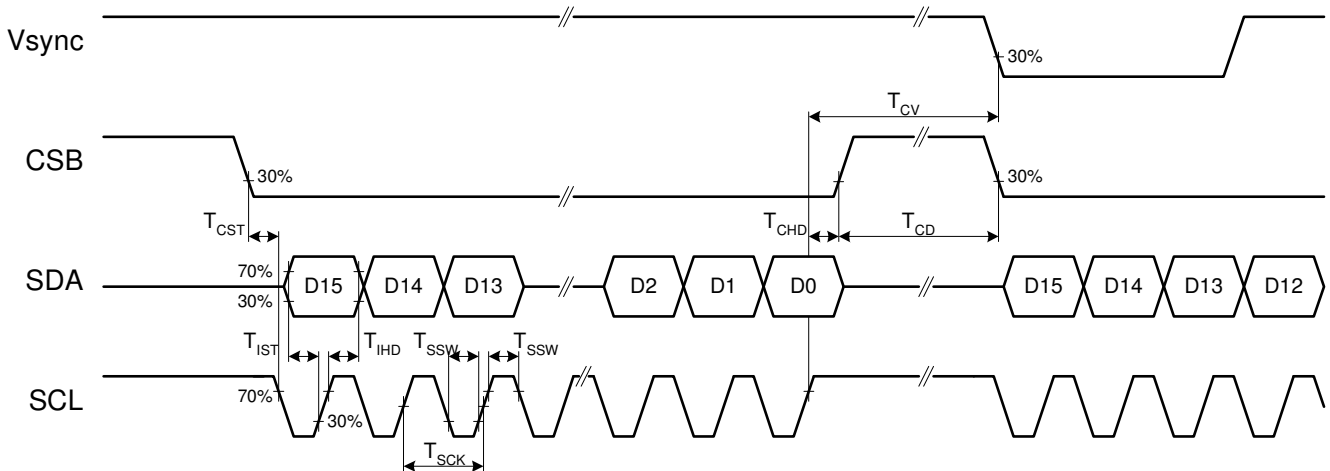 Vsync
30%
T_CV
CSB
30%
30%
T_CST
T_CHD
T_CD
SDA
70%
30%
D15
D14
D13
D2
D1
D0
D15
D14
D13
D12
T_IST
T_IHD
T_SSW
T_SSW
SCL
70%
30%
T_SCK